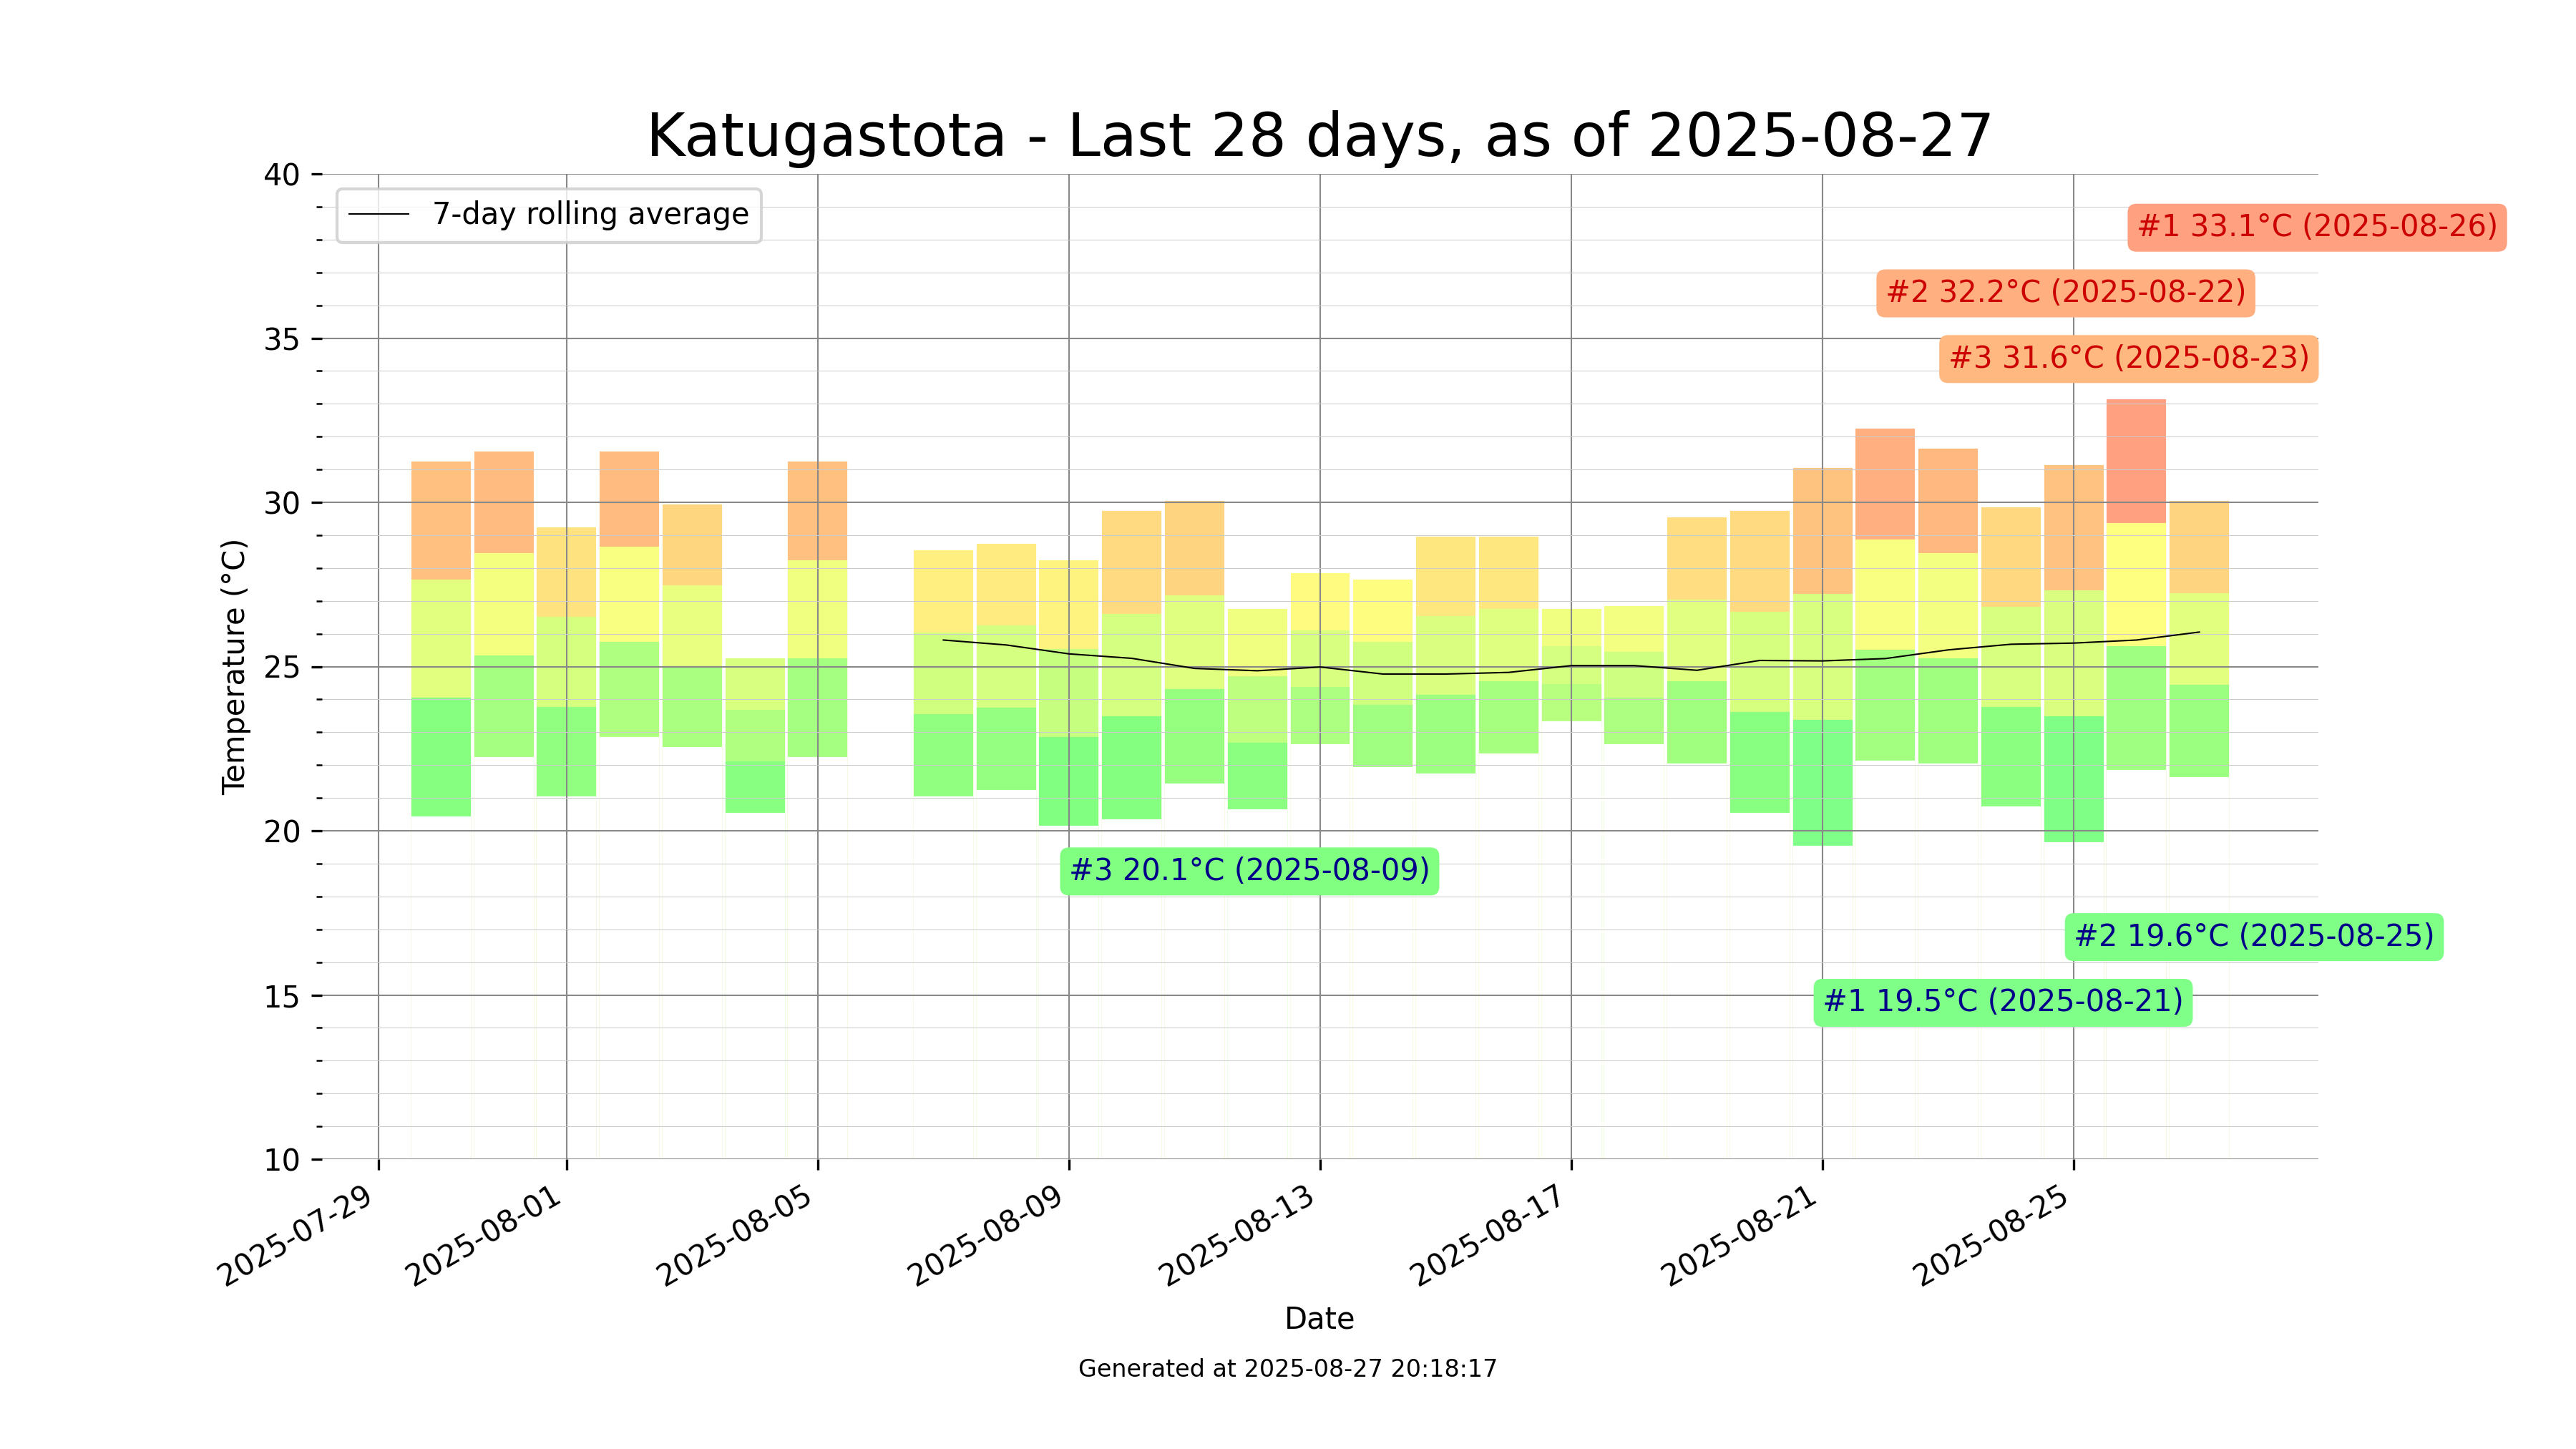 Katugastota - Last 28 days, as of 2025-08-27
7-day rolling average
#1 33.1°C (2025-08-26)
#2 32.2°C (2025-08-22)
#3 31.6°C (2025-08-23)
#3 20.1°C (2025-08-09)
#2 19.6°C (2025-08-25)
#1 19.5°C (2025-08-21)
Temperature (°C)
40
35
30
25
20
15
10
2025-07-29
2025-08-01
2025-08-05
2025-08-09
2025-08-13
2025-08-17
2025-08-21
2025-08-25
Date
Generated at 2025-08-27 20:18:17